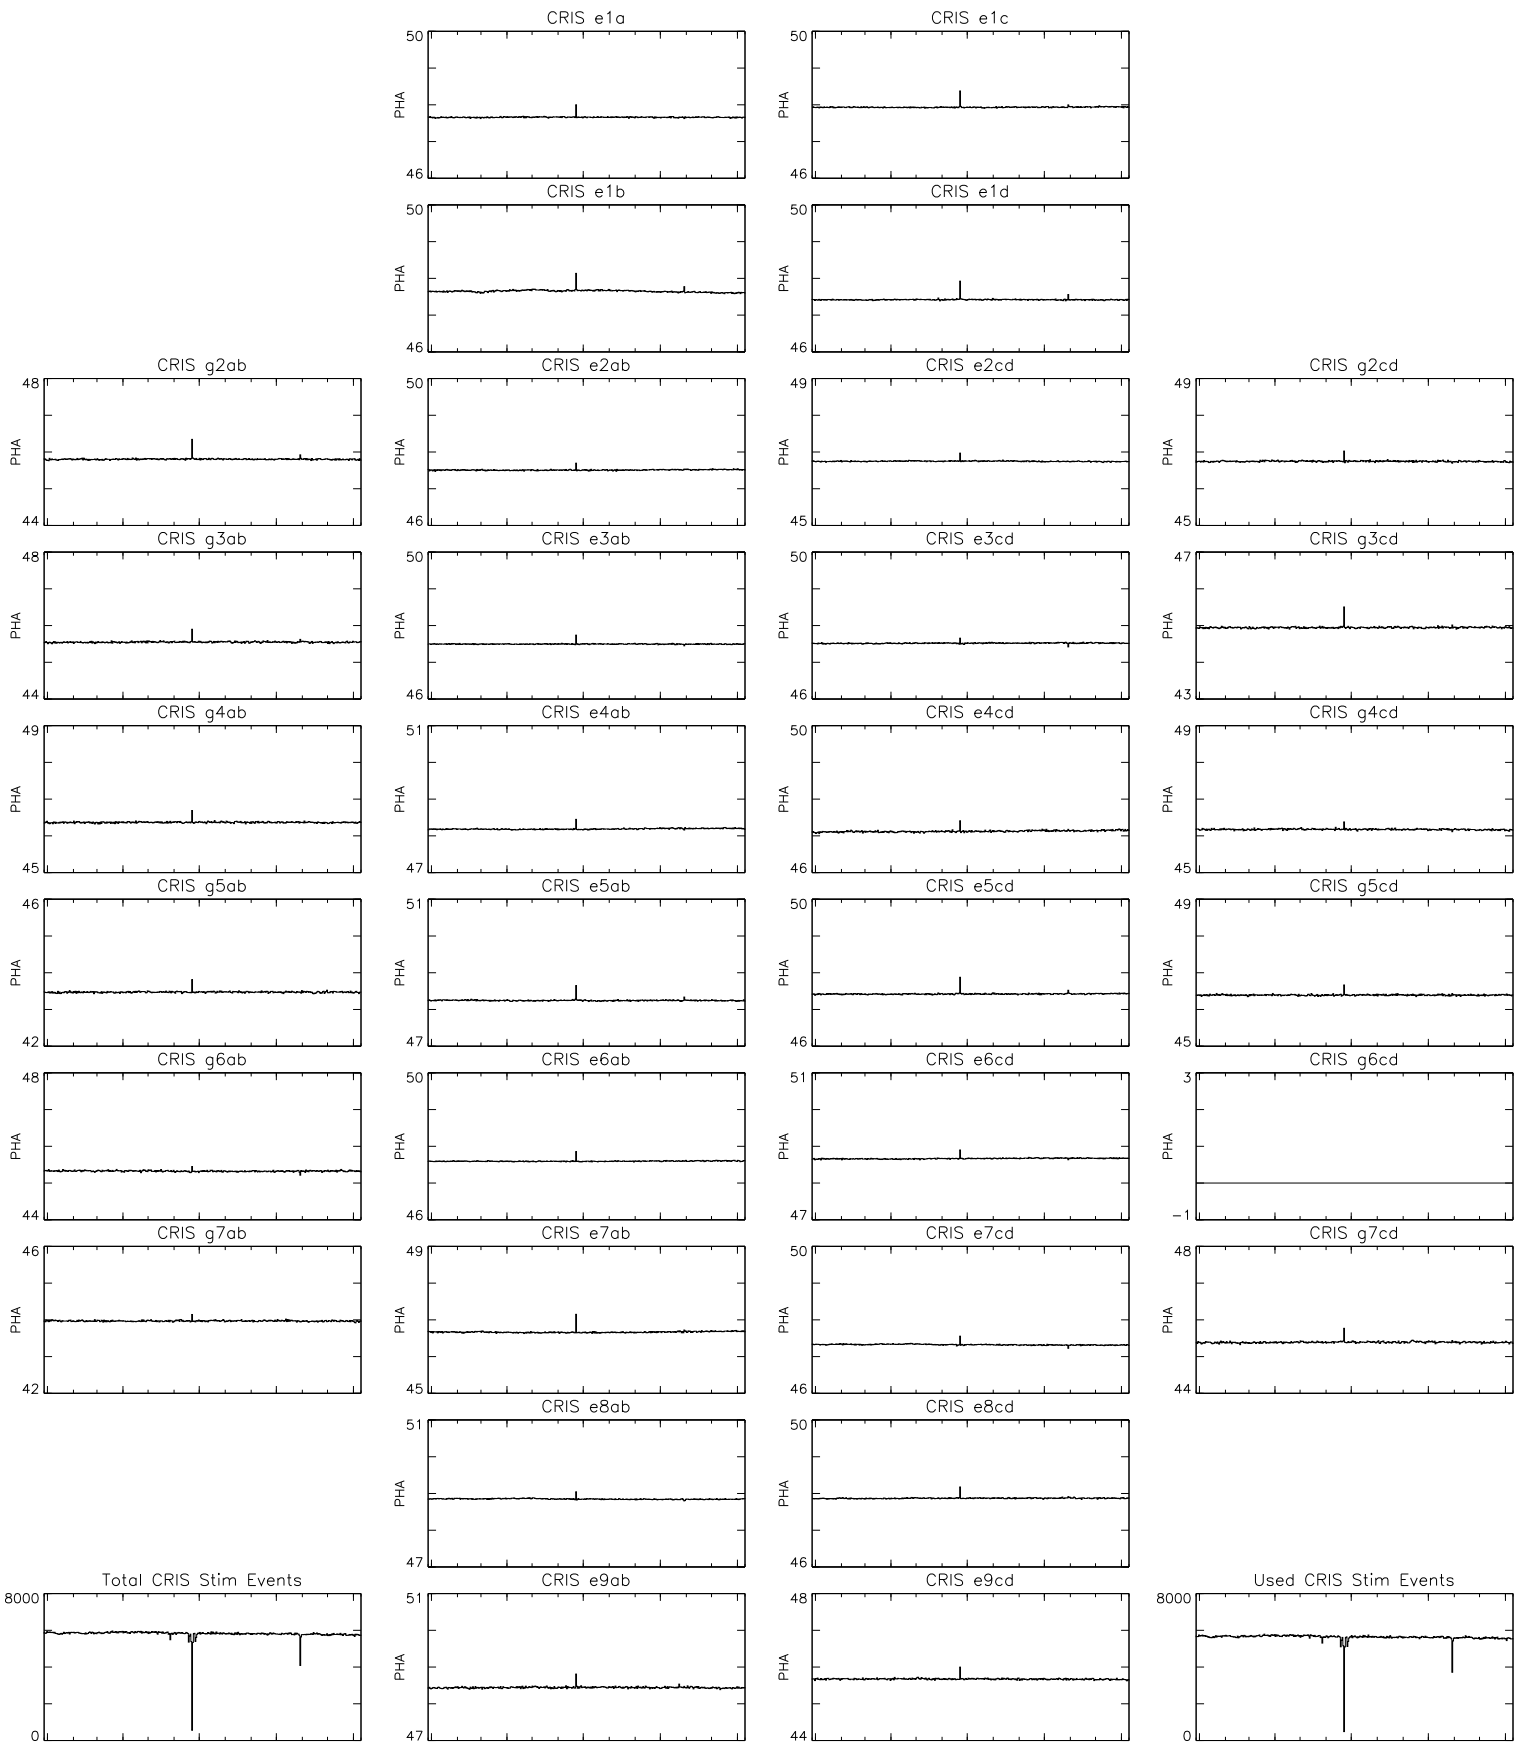 CRIS e1a
50
PHA
46
CRIS e1c
50
PHA
46
CRIS e1b
50
PHA
46
CRIS e1d
50
PHA
46
CRIS g2ab
48
PHA
44
CRIS e2ab
50
PHA
46
CRIS e2cd
49
PHA
45
CRIS g2cd
49
PHA
45
CRIS g3ab
48
PHA
44
CRIS e3ab
50
PHA
46
CRIS e3cd
50
PHA
46
CRIS g3cd
47
PHA
43
CRIS g4ab
49
PHA
45
CRIS e4ab
51
PHA
47
CRIS e4cd
50
PHA
46
CRIS g4cd
49
PHA
45
CRIS g5ab
46
PHA
42
CRIS e5ab
51
PHA
47
CRIS e5cd
50
PHA
46
CRIS g5cd
49
PHA
45
CRIS g6ab
48
PHA
44
CRIS e6ab
50
PHA
46
CRIS e6cd
51
PHA
47
CRIS g6cd
3
PHA
−1
CRIS g7ab
46
PHA
42
CRIS e7ab
49
PHA
45
CRIS e7cd
50
PHA
46
CRIS g7cd
48
PHA
44
CRIS e8ab
51
PHA
47
CRIS e8cd
50
PHA
46
Total CRIS Stim Events
8000
0
CRIS e9ab
51
PHA
47
CRIS e9cd
48
PHA
44
Used CRIS Stim Events
8000
0